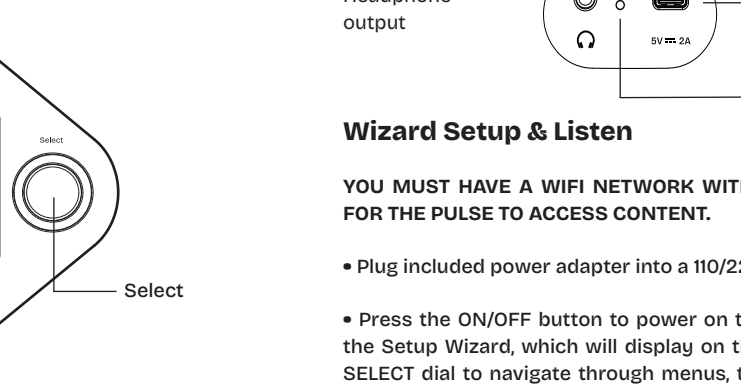 Headphone
output
5V⎓2A
Select
Select
Wizard Setup & Listen
YOU MUST HAVE A WIFI NETWORK WIT
FOR THE PULSE TO ACCESS CONTENT.
• Plug included power adapter into a 110/22
• Press the ON/OFF button to power on t
the Setup Wizard, which will display on t
SELECT dial to navigate through menus, t